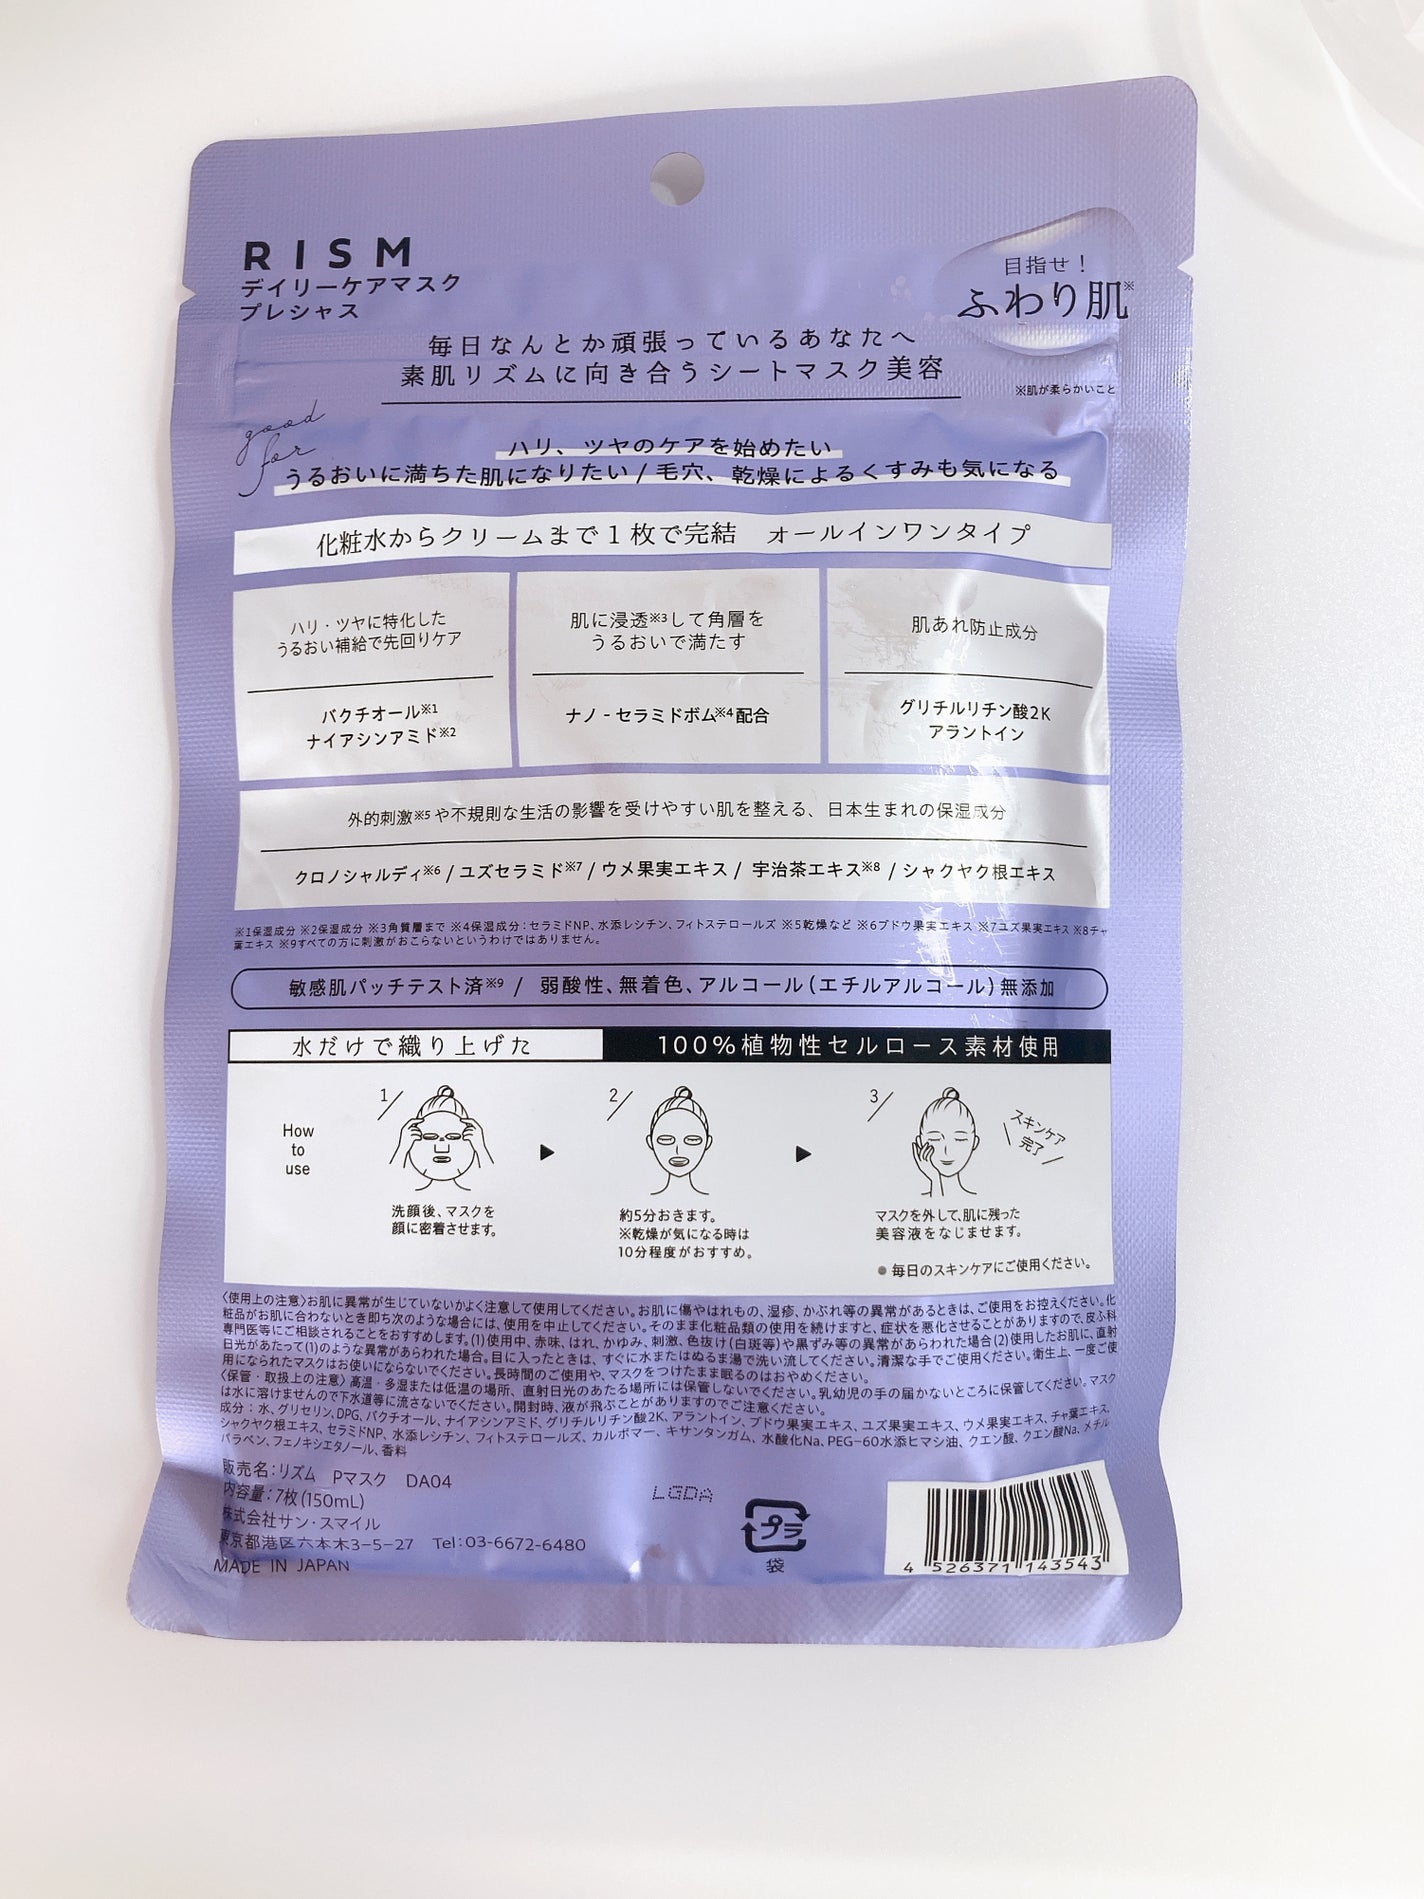 RISM
デイリーケアマスク
プレシャス
目指せ!
ふわり肌※
毎日なんとか頑張っているあなたへ
素肌リズムに向き合うシートマスク美容
※肌が柔らかいこと
good
for
ハリ、ツヤのケアを始めたい
うるおいに満ちた肌になりたい / 毛穴、乾燥によるくすみも気になる
化粧水からクリームまで1枚で完結 オールインワンタイプ
ハリ・ツヤに特化した
うるおい補給で先回りケア
バクチオール※1
ナイアシンアミド※2
肌に浸透※3して角層を
うるおいで満たす
ナノ-セラミドボム※4配合
肌あれ防止成分
グリチルリチン酸2K
アラントイン
外的刺激※5や不規則な生活の影響を受けやすい肌を整える、日本生まれの保湿成分
クロノシャルディ※6 / ユズセラミド※7 / ウメ果実エキス / 宇治茶エキス※8 / シャクヤク根エキス
※1保湿成分 ※2保湿成分 ※3角質層まで ※4保湿成分:セラミドNP、水添レシチン、フィトステロールズ ※5乾燥など ※6ブドウ果実エキス ※7ユズ果実エキス ※8チャ
葉エキス ※9すべての方に刺激がおこらないというわけではありません。
敏感肌パッチテスト済※9 / 弱酸性、無着色、アルコール(エチルアルコール)無添加
水だけで織り上げた 100%植物性セルロース素材使用
How
to
use
1/
洗顔後、マスクを
顔に密着させます。
2/
約5分おきます。
※乾燥が気になる時は
10分程度がおすすめ。
3/
スキンケア
完了
マスクを外して、肌に残った
美容液をなじませます。
●毎日のスキンケアにご使用ください。
〈使用上の注意〉お肌に異常が生じていないかよく注意して使用してください。お肌に傷やはれもの、湿疹、かぶれ等の異常があるときは、ご使用をお控えください。化
粧品がお肌に合わないとき即ち次のような場合には、使用を中止してください。そのまま化粧品類の使用を続けますと、症状を悪化させることがありますので、皮ふ科
専門医等にご相談されることをおすすめします。(1)使用中、赤味、はれ、かゆみ、刺激、色抜け(白斑等)や黒ずみ等の異常があらわれた場合(2)使用したお肌に、直射
日光があたって(1)のような異常があらわれた場合。目に入ったときは、すぐに水またはぬるま湯で洗い流してください。清潔な手でご使用ください。衛生上、一度ご使
用になられたマスクはお使いにならないでください。長時間のご使用や、マスクをつけたまま眠るのはおやめください。
〈保管・取扱上の注意〉高温・多湿または低温の場所、直射日光のあたる場所には保管しないでください。乳幼児の手の届かないところに保管してください。マスク
は水に溶けませんので下水道等に流さないでください。開封時、液が飛ぶことがありますのでご注意ください。
成分:水、グリセリン、DPG、バクチオール、ナイアシンアミド、グリチルリチン酸2K、アラントイン、ブドウ果実エキス、ユズ果実エキス、ウメ果実エキス、チャ葉エキス、
シャクヤク根エキス、セラミドNP、水添レシチン、フィトステロールズ、カルボマー、キサンタンガム、水酸化Na、PEG-60水添ヒマシ油、クエン酸、クエン酸Na、メチル
パラベン、フェノキシエタノール、香料
販売名:リズム Pマスク DA04
内容量:7枚(150mL)
株式会社サン・スマイル
東京都港区六本木3-5-27 Tel:03-6672-6480
MADE IN JAPAN
LGDA
プラ
袋
4 526371 143543